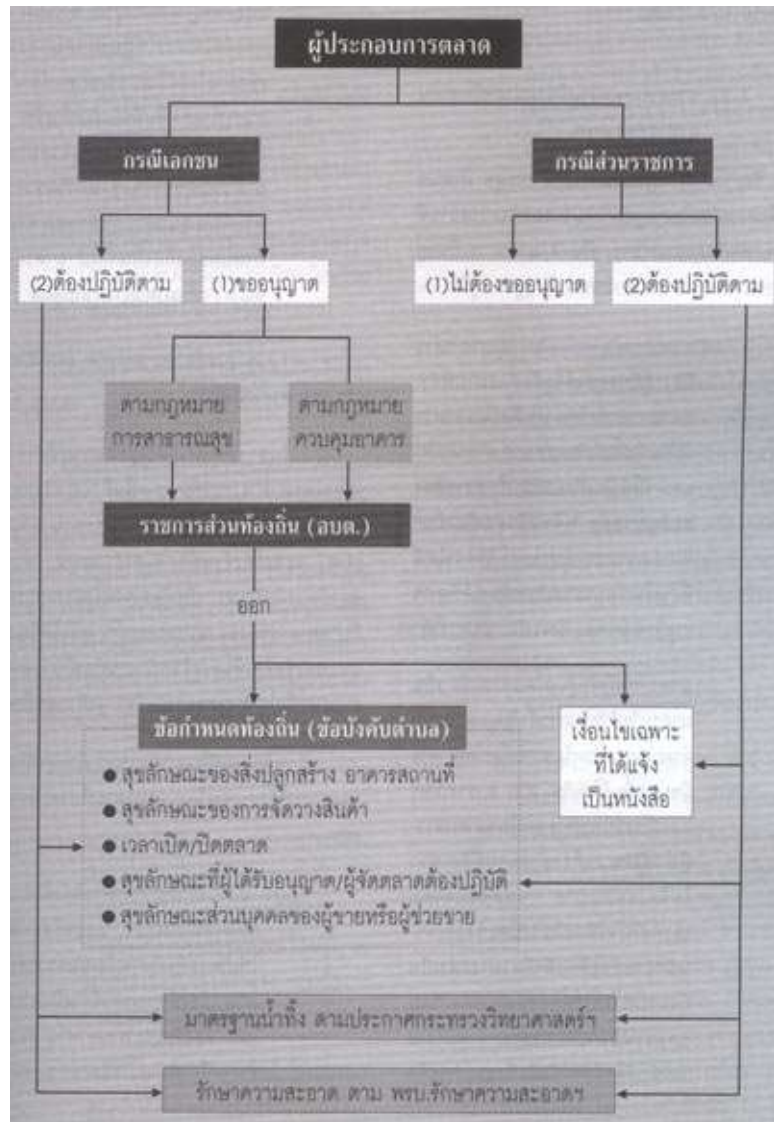 ผู้ประกอบการตลาด
กรณีเอกชน
กรณีส่วนราชการ
(2)ต้องปฏิบัติตาม
(1)ขออนุญาต
(1)ไม่ต้องขออนุญาต
(2)ต้องปฏิบัติตาม
ตามกฎหมาย
การสาธารณสุข
ตามกฎหมาย
ควบคุมอาคาร
ราชการส่วนท้องถิ่น (อบต.)
ออก
ข้อกำหนดท้องถิ่น (ข้อบังคับตำบล)
● สุขลักษณะของสิ่งปลูกสร้าง อาคารสถานที่
● สุขลักษณะของการจัดวางสินค้า
● เวลาเปิด/ปิดตลาด
● สุขลักษณะที่ผู้ได้รับอนุญาต/ผู้จัดตลาดต้องปฏิบัติ
● สุขลักษณะส่วนบุคคลของผู้ขายหรือผู้ช่วยขาย
เงื่อนไขเฉพาะ
ที่ได้แจ้ง
เป็นหนังสือ
มาตรฐานน้ำทิ้ง ตามประกาศกระทรวงวิทยาศาสตร์ฯ
รักษาความสะอาด ตาม พรบ.รักษาความสะอาดฯ